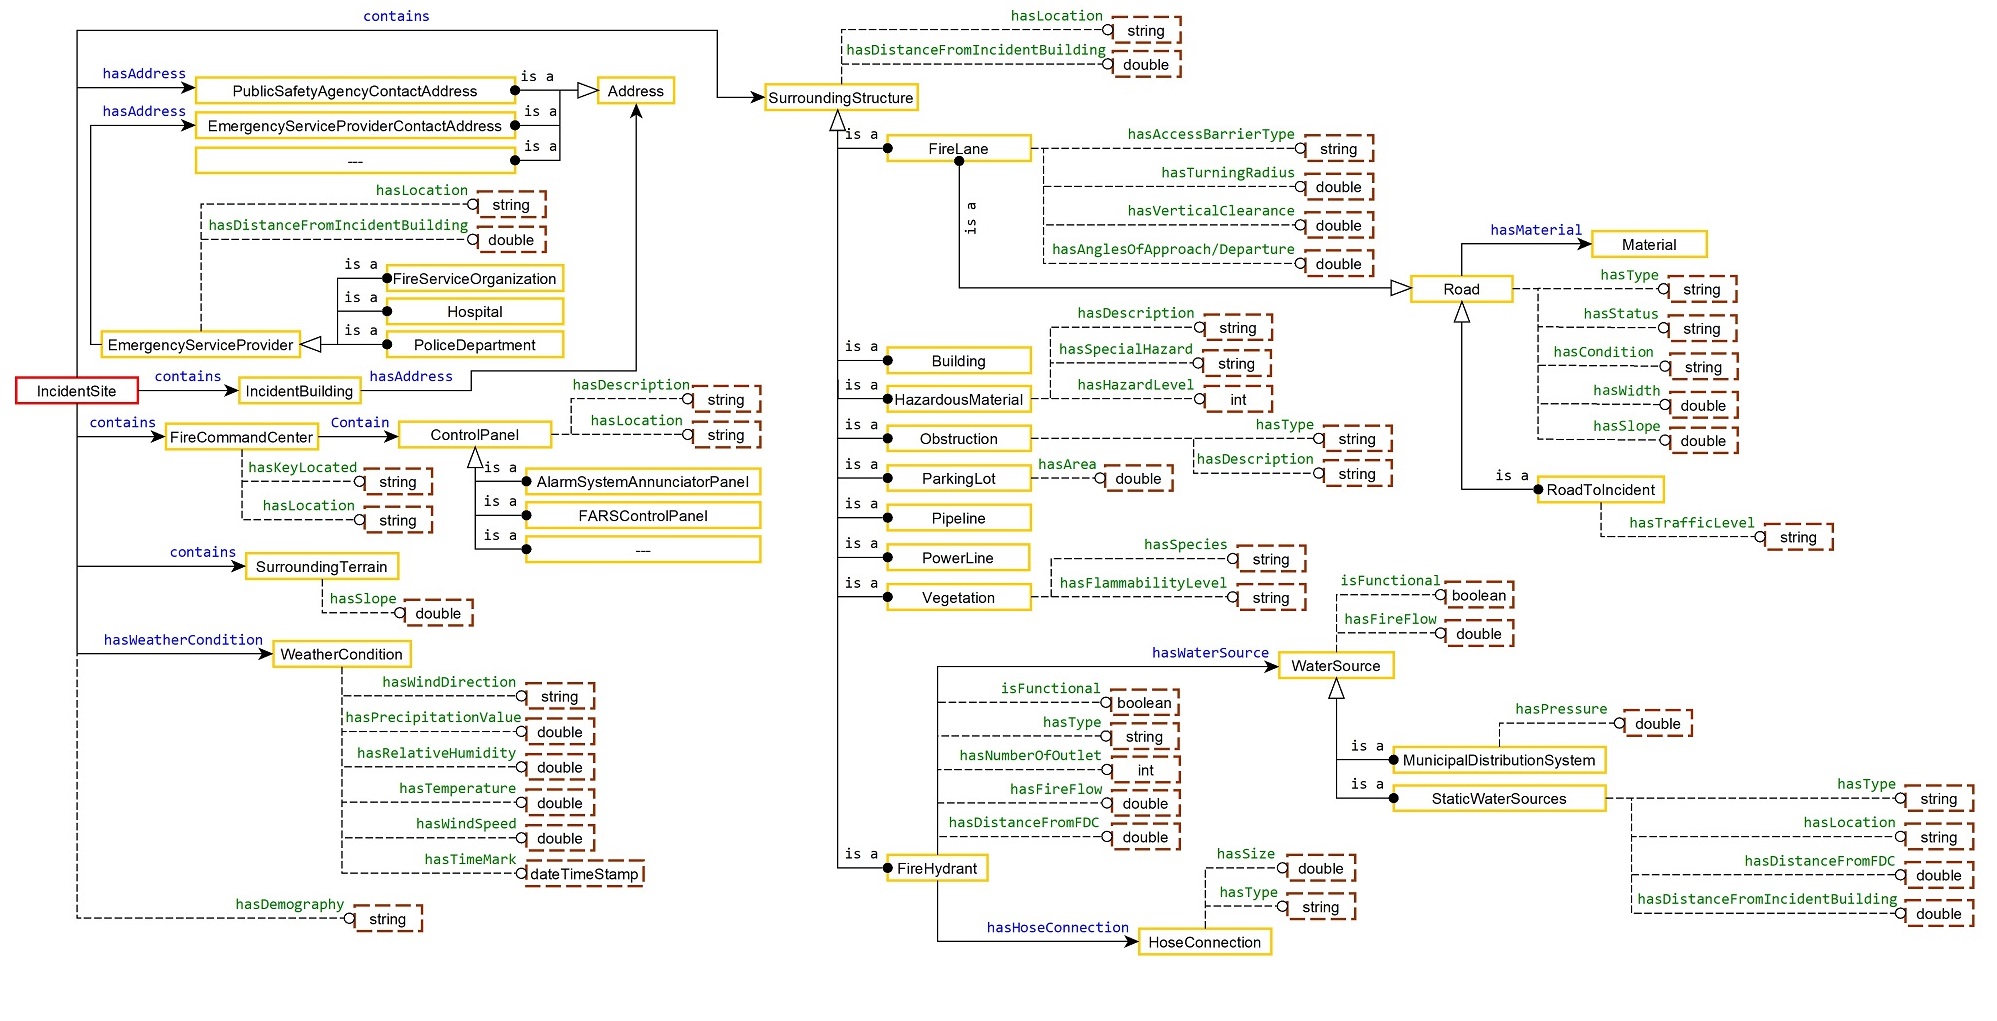 contains
hasAddress
PublicSafetyAgencyContactAddress
is a
Address
hasAddress
EmergencyServiceProviderContactAddress
is a
---
is a
hasLocation
string
hasDistanceFromIncidentBuilding
double
is a
FireServiceOrganization
is a
Hospital
is a
PoliceDepartment
EmergencyServiceProvider
IncidentSite
contains
IncidentBuilding
hasAddress
contains
FireCommandCenter
Contain
ControlPanel
hasDescription
string
hasLocation
string
hasKeyLocated
string
hasLocation
string
is a
AlarmSystemAnnunciatorPanel
is a
FARSControlPanel
is a
---
contains
SurroundingTerrain
hasSlope
double
hasWeatherCondition
WeatherCondition
hasWindDirection
string
hasPrecipitationValue
double
hasRelativeHumidity
double
hasTemperature
double
hasWindSpeed
double
hasTimeMark
dateTimeStamp
hasDemography
string
hasLocation
string
hasDistanceFromIncidentBuilding
double
SurroundingStructure
is a
FireLane
hasAccessBarrierType
string
hasTurningRadius
double
hasVerticalClearance
double
hasAnglesOfApproach/Departure
double
is a
hasMaterial
Material
Road
hasType
string
hasStatus
string
hasCondition
string
hasWidth
double
hasSlope
double
is a
RoadToIncident
hasTrafficLevel
string
is a
Building
is a
HazardousMaterial
hasDescription
string
hasSpecialHazard
string
hasHazardLevel
int
is a
Obstruction
hasType
string
hasDescription
string
is a
ParkingLot
hasArea
double
is a
Pipeline
is a
PowerLine
is a
Vegetation
hasSpecies
string
hasFlammabilityLevel
string
isFunctional
boolean
hasFireFlow
double
hasWaterSource
WaterSource
isFunctional
boolean
hasType
string
hasNumberOfOutlet
int
hasFireFlow
double
hasDistanceFromFDC
double
is a
FireHydrant
hasSize
double
hasType
string
hasHoseConnection
HoseConnection
hasPressure
double
is a
MunicipalDistributionSystem
is a
StaticWaterSources
hasType
string
hasLocation
string
hasDistanceFromFDC
double
hasDistanceFromIncidentBuilding
double